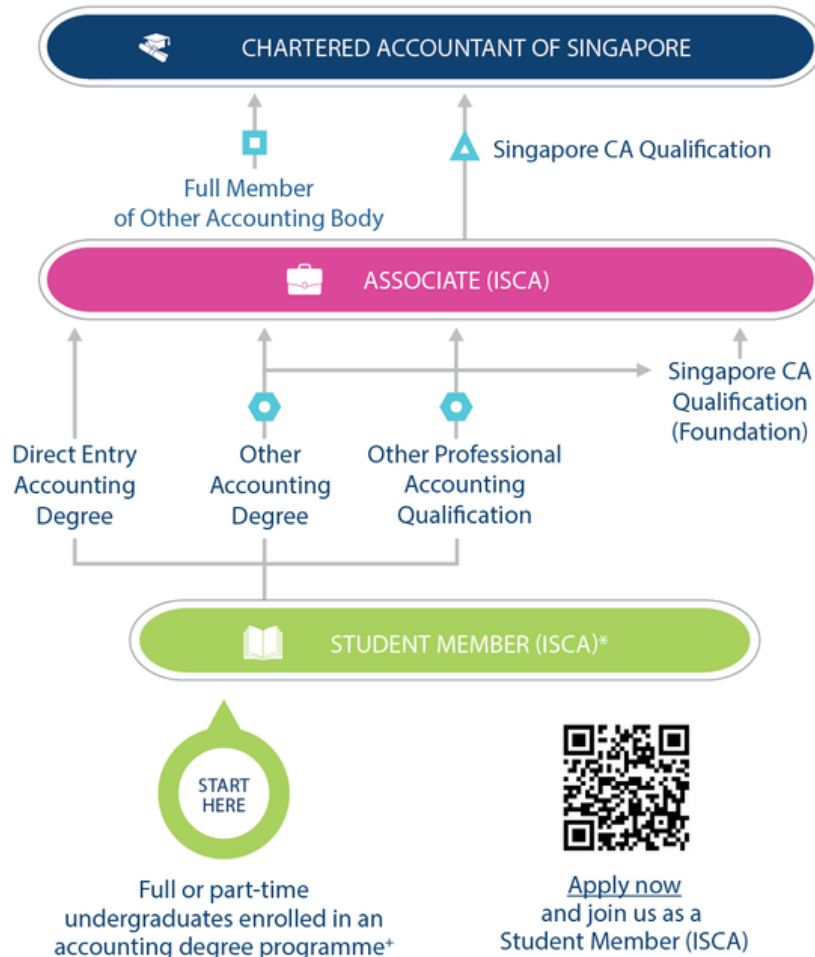 CHARTERED ACCOUNTANT OF SINGAPORE
Singapore CA Qualification
Full Member
of Other Accounting Body
ASSOCIATE (ISCA)
Direct Entry
Accounting
Degree
Other
Accounting
Degree
Other Professional
Accounting
Qualification
Singapore CA
Qualification
(Foundation)
STUDENT MEMBER (ISCA)*
START
HERE
Full or part-time
undergraduates enrolled in an
accounting degree programme+
Apply now
and join us as a
Student Member (ISCA)